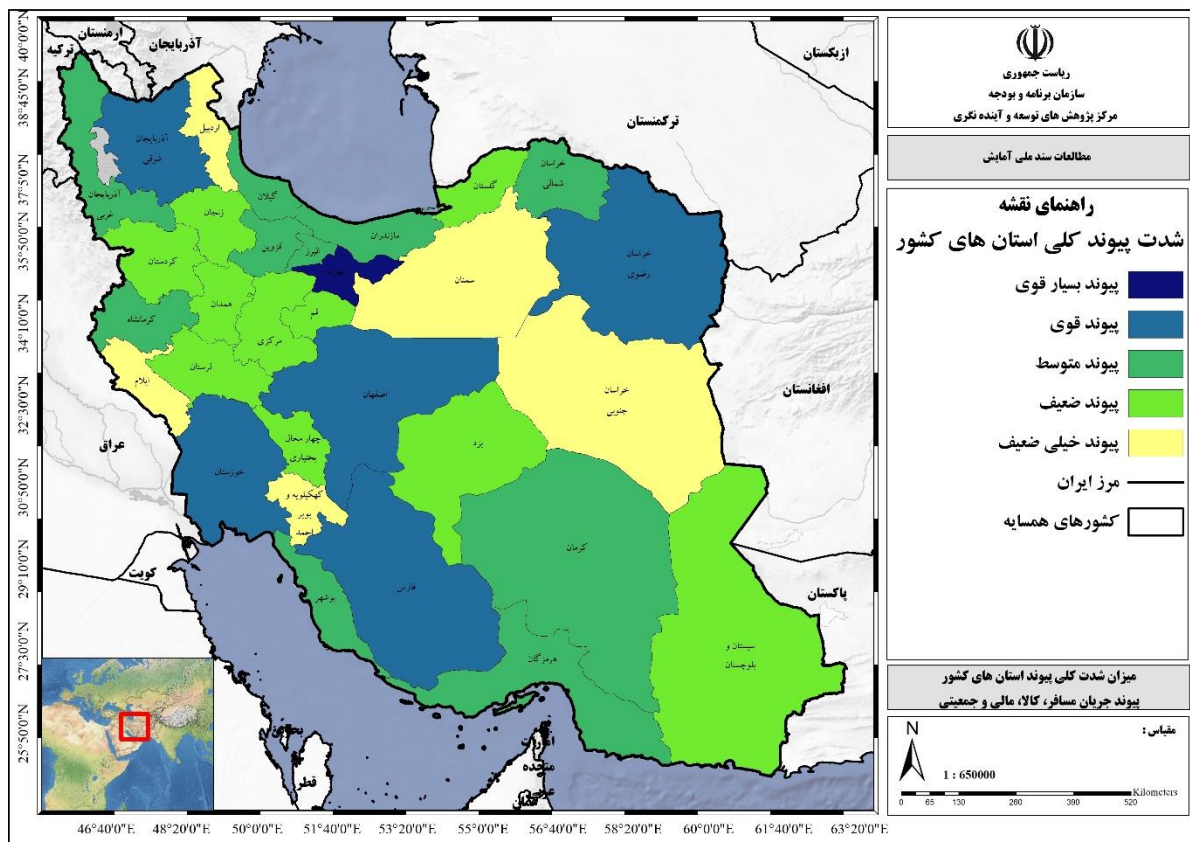 ریاست جمهوری
سازمان برنامه و بودجه
مرکز پژوهش های توسعه و آینده نگری
مطالعات سند ملی آمایش
راهنمای نقشه
شدت پیوند کلی استان های کشور
پیوند بسیار قوی
پیوند قوی
پیوند متوسط
پیوند ضعیف
پیوند خیلی ضعیف
مرز ایران
کشورهای همسایه
میزان شدت کلی پیوند استان های کشور
پیوند جریان مسافر، کالا، مالی و جمعیتی
مقیاس :
N
1 : 650000
Kilometers
0 65 130 260 390 520
ارمنستان
ترکیه
آذربایجان
ازبکستان
ترکمنستان
افغانستان
پاکستان
عراق
کویت
بحرین
قطر
امارات
متحده
عربی
عمان
آذربایجان
شرقی
اردبیل
آذربایجان
غربی
گیلان
زنجان
کردستان
قزوین
البرز
مازندران
تهران
گلستان
خراسان
شمالی
خراسان
رضوی
سمنان
همدان
کرمانشاه
مرکزی
قم
لرستان
ایلام
اصفهان
خراسان
جنوبی
یزد
چهار محال
بختیاری
خوزستان
کهکیلویه و
بویر
احمد
فارس
کرمان
بوشهر
هرمزگان
سیستان و
بلوچستان
40°0'0"N
38°45'0"N
37°5'0"N
35°50'0"N
34°10'0"N
32°30'0"N
30°50'0"N
29°10'0"N
27°30'0"N
25°50'0"N
46°40'0"E 48°20'0"E 50°0'0"E 51°40'0"E 53°20'0"E 55°0'0"E 56°40'0"E 58°20'0"E 60°0'0"E 61°40'0"E 63°20'0"E